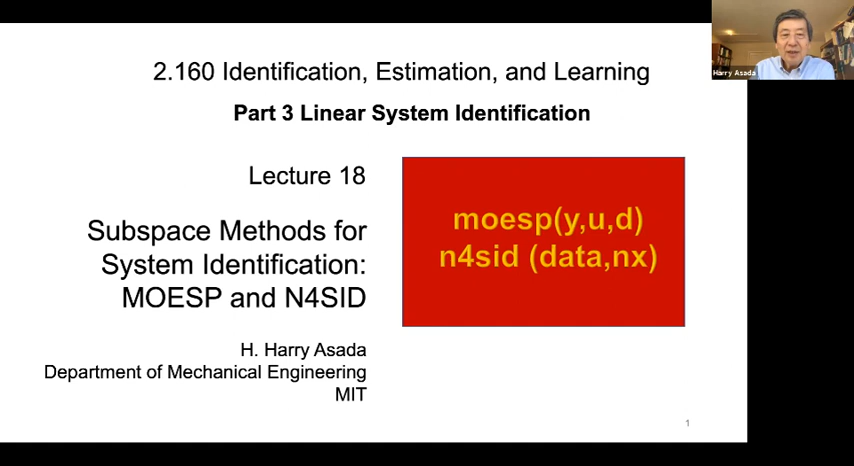 2.160 Identification, Estimation, and Learning
Part 3 Linear System Identification
Lecture 18
Subspace Methods for
System Identification:
MOESP and N4SID
moesp(y,u,d)
n4sid (data,nx)
H. Harry Asada
Department of Mechanical Engineering
MIT
1
Harry Asada